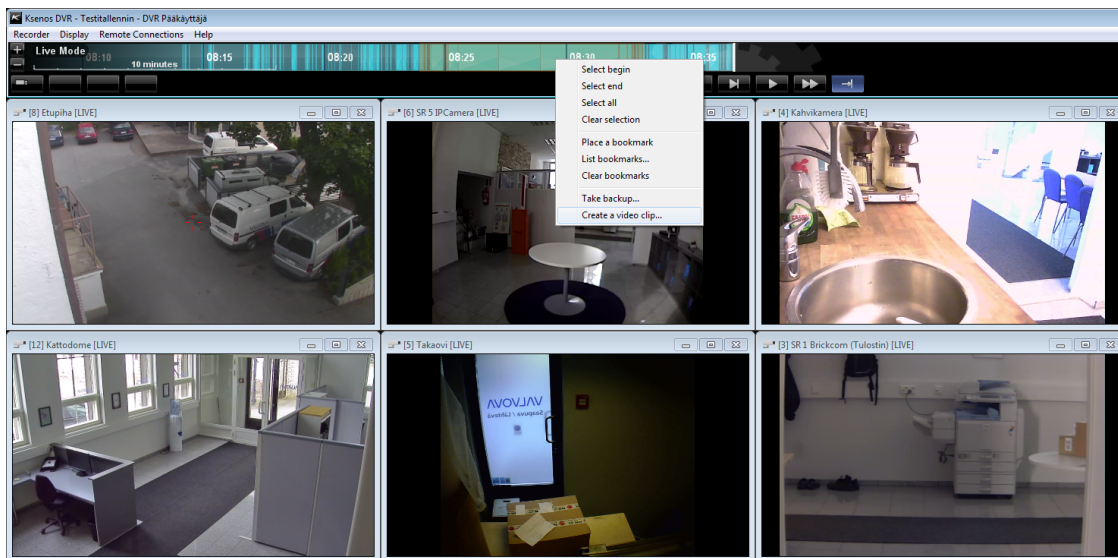 Ksenos DVR - Testitallennin - DVR Pääkäyttäjä
Recorder Display Remote Connections Help
Live Mode
08:10 08:15 08:20 08:25 08:30 08:35
10 minutes
Select begin
Select end
Select all
Clear selection
Place a bookmark
List bookmarks...
Clear bookmarks
Take backup...
Create a video clip...
[8] Etupiha [LIVE]
[6] SR 5 IPCamera [LIVE]
[4] Kahvikamera [LIVE]
[12] Kattodome [LIVE]
[5] Takaovi [LIVE]
[3] SR 1 Brickcom (Tulostin) [LIVE]
VALVOVA
Saapuva / Lähtevä